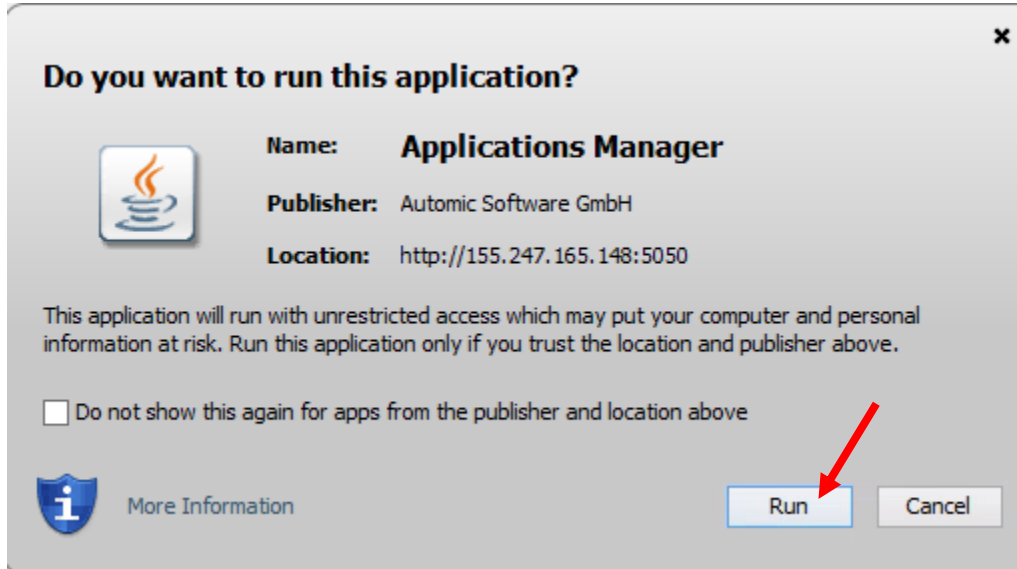 Do you want to run this application?
Name: Applications Manager
Publisher: Automic Software GmbH
Location: http://155.247.165.148:5050
This application will run with unrestricted access which may put your computer and personal
information at risk. Run this application only if you trust the location and publisher above.
Do not show this again for apps from the publisher and location above
More Information
Run
Cancel